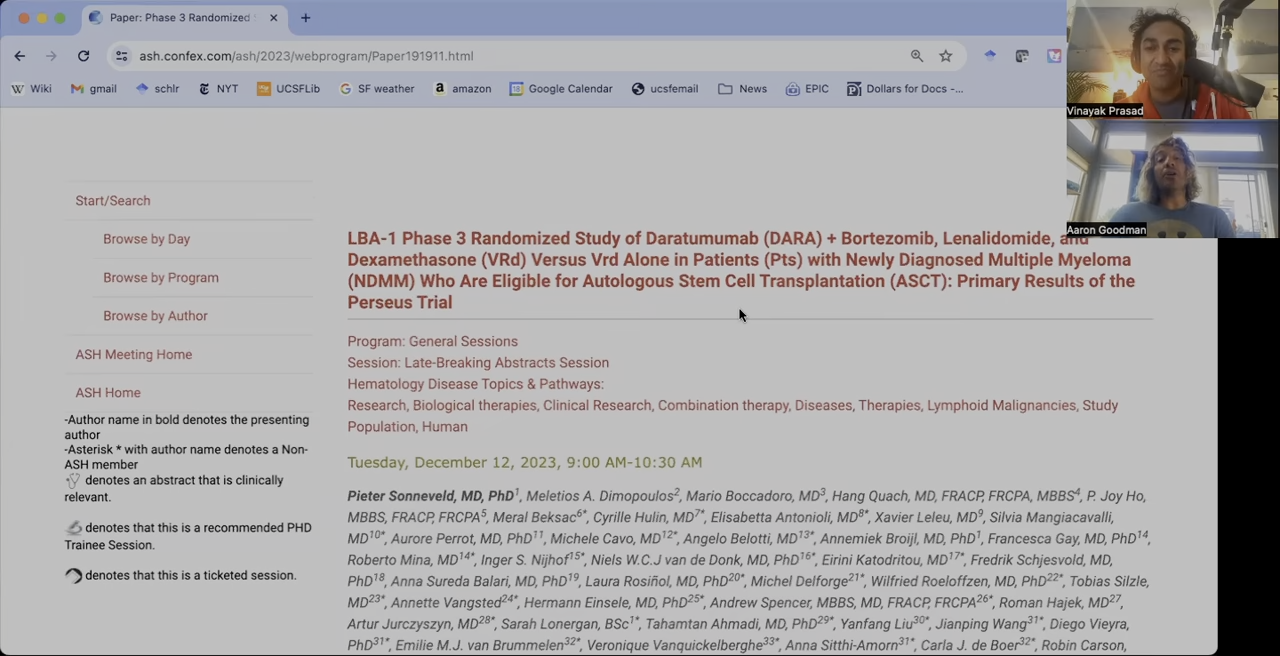 Paper: Phase 3 Randomized S
ash.confex.com/ash/2023/webprogram/Paper191911.html
Wiki gmail schlr NYT UCSFLib SF weather amazon Google Calendar ucsfemail News EPIC Dollars for Docs -...
Vinayak Prasad
Aaron Goodman
Start/Search
Browse by Day
Browse by Program
Browse by Author
ASH Meeting Home
ASH Home
-Author name in bold denotes the presenting
author
-Asterisk * with author name denotes a Non-
ASH member
denotes an abstract that is clinically
relevant.
denotes that this is a recommended PHD
Trainee Session.
denotes that this is a ticketed session.
LBA-1 Phase 3 Randomized Study of Daratumumab (DARA) + Bortezomib, Lenalidomide, and
Dexamethasone (VRd) Versus Vrd Alone in Patients (Pts) with Newly Diagnosed Multiple Myeloma
(NDMM) Who Are Eligible for Autologous Stem Cell Transplantation (ASCT): Primary Results of the
Perseus Trial
Program: General Sessions
Session: Late-Breaking Abstracts Session
Hematology Disease Topics & Pathways:
Research, Biological therapies, Clinical Research, Combination therapy, Diseases, Therapies, Lymphoid Malignancies, Study
Population, Human
Tuesday, December 12, 2023, 9:00 AM-10:30 AM
Pieter Sonneveld, MD, PhD1, Meletios A. Dimopoulos2, Mario Boccadoro, MD3, Hang Quach, MD, FRACP, FRCPA, MBBS4, P. Joy Ho,
MBBS, FRACP, FRCPA5, Meral Beksac6*, Cyrille Hulin, MD7*, Elisabetta Antonioli, MD8*, Xavier Leleu, MD9, Silvia Mangiacavalli,
MD10*, Aurore Perrot, MD, PhD11, Michele Cavo, MD12*, Angelo Belotti, MD13*, Annemiek Broijl, MD, PhD1, Francesca Gay, MD, PhD14,
Roberto Mina, MD14*, Inger S. Nijhof15*, Niels W.C.J van de Donk, MD, PhD16*, Eirini Katodritou, MD17*, Fredrik Schjesvold, MD,
PhD18, Anna Sureda Balari, MD, PhD19, Laura Rosiñol, MD, PhD20*, Michel Delforge21*, Wilfried Roeloffzen, MD, PhD22*, Tobias Silzle,
MD23*, Annette Vangsted24*, Hermann Einsele, MD, PhD25*, Andrew Spencer, MBBS, MD, FRACP, FRCPA26*, Roman Hajek, MD27,
Artur Jurczyszyn, MD28*, Sarah Lonergan, BSc1*, Tahamtan Ahmadi, MD, PhD29*, Yanfang Liu30*, Jianping Wang31*, Diego Vieyra,
PhD31*, Emilie M.J. van Brummelen32*, Veronique Vanquickelberghe33*, Anna Sitthi-Amorn31*, Carla J. de Boer32*, Robin Carson,